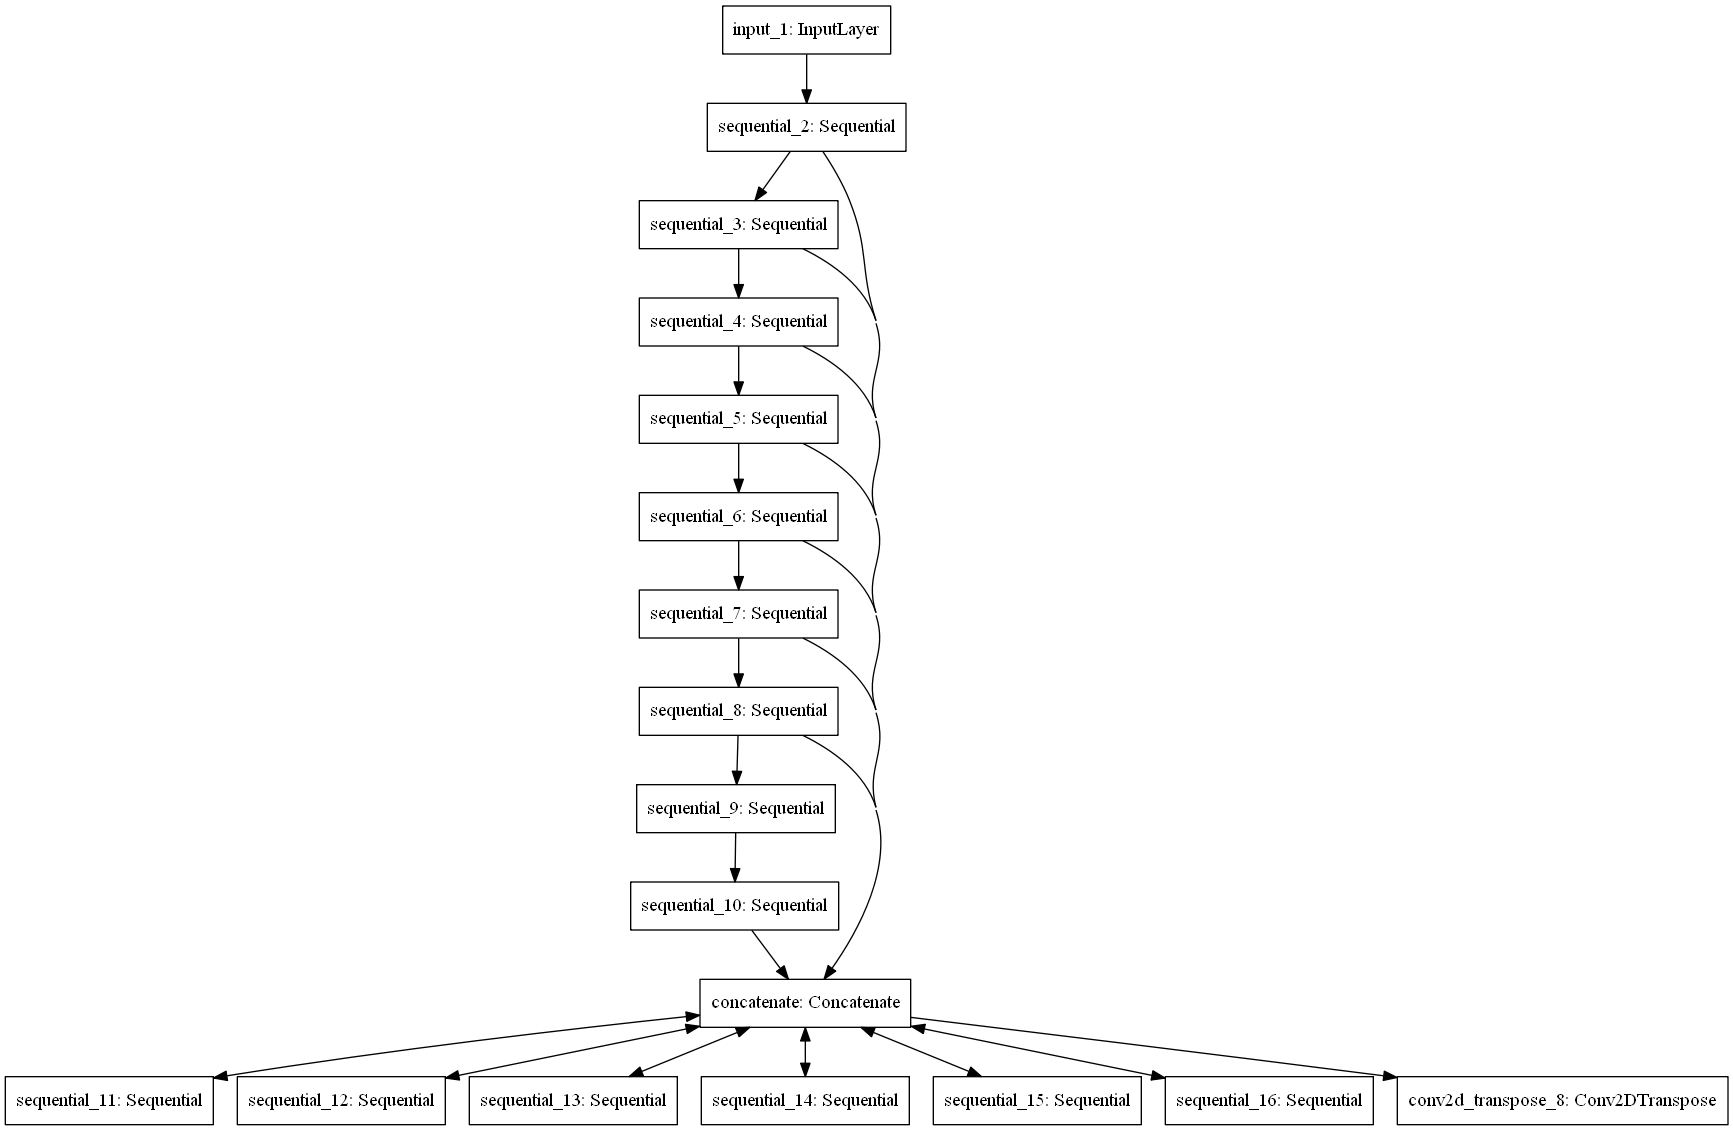 input_1: InputLayer
sequential_2: Sequential
sequential_3: Sequential
sequential_4: Sequential
sequential_5: Sequential
sequential_6: Sequential
sequential_7: Sequential
sequential_8: Sequential
sequential_9: Sequential
sequential_10: Sequential
concatenate: Concatenate
sequential_11: Sequential
sequential_12: Sequential
sequential_13: Sequential
sequential_14: Sequential
sequential_15: Sequential
sequential_16: Sequential
conv2d_transpose_8: Conv2DTranspose